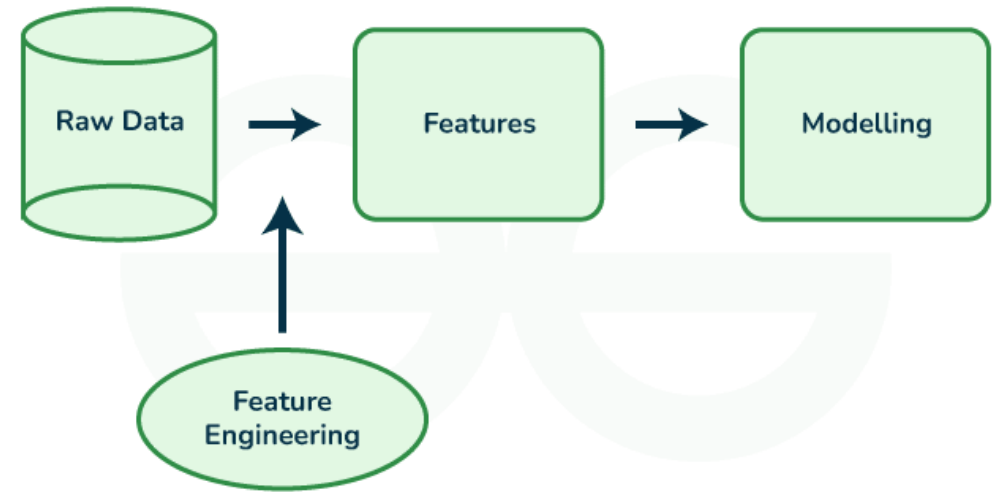 Raw Data
Features
Modelling
Feature
Engineering